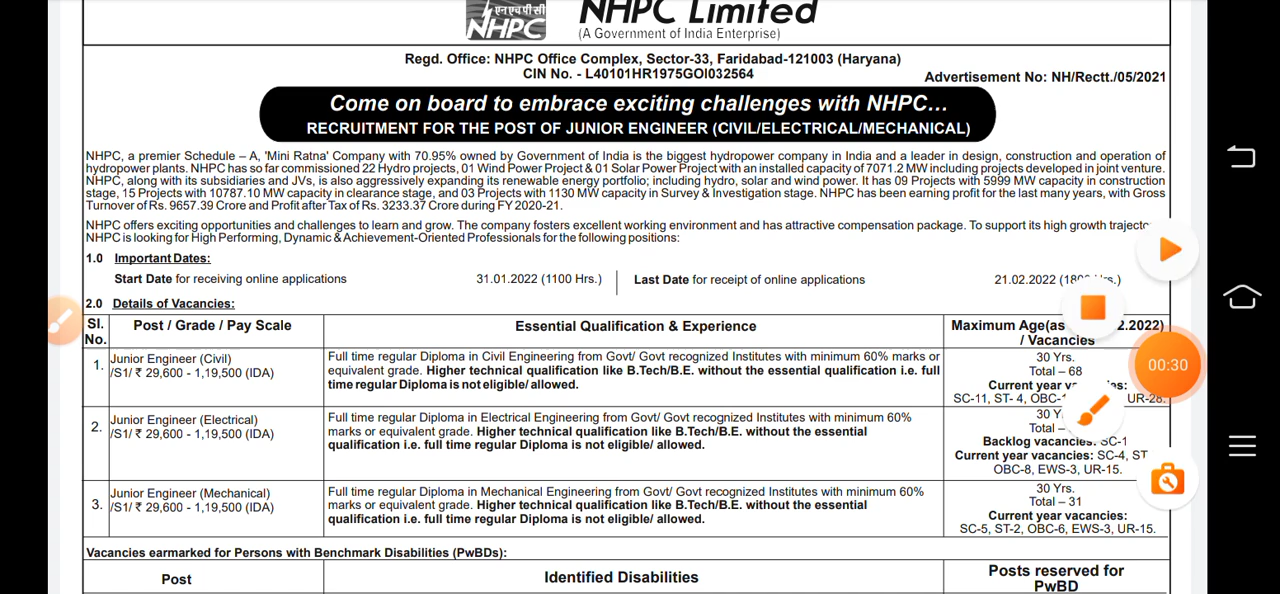 एनएचपीसी
NHPC
NHPC Limited
(A Government of India Enterprise)
Regd. Office: NHPC Office Complex, Sector-33, Faridabad-121003 (Haryana)
CIN No. - L40101HR1975GOI032564
Advertisement No: NH/Rectt./05/2021
Come on board to embrace exciting challenges with NHPC...
RECRUITMENT FOR THE POST OF JUNIOR ENGINEER (CIVIL/ELECTRICAL/MECHANICAL)
NHPC, a premier Schedule – A, 'Mini Ratna' Company with 70.95% owned by Government of India is the biggest hydropower company in India and a leader in design, construction and operation of
hydropower plants. NHPC has so far commissioned 22 Hydro projects, 01 Wind Power Project & 01 Solar Power Project with an installed capacity of 7071.2 MW including projects developed in joint venture.
NHPC, along with its subsidiaries and JVs, is also aggressively expanding its renewable energy portfolio; including hydro, solar and wind power. It has 09 Projects with 5999 MW capacity in construction
stage, 15 Projects with 10787.10 MW capacity in clearance stage, and 03 Projects with 1130 MW capacity in Survey & Investigation stage. NHPC has been earning profit for the last many years, with Gross
Turnover of Rs. 9657.39 Crore and Profit after Tax of Rs. 3233.37 Crore during FY 2020-21.
NHPC offers exciting opportunities and challenges to learn and grow. The company fosters excellent working environment and has attractive compensation package. To support its high growth
NHPC is looking for High Performing, Dynamic & Achievement-Oriented Professionals for the following positions:
1.0 Important Dates:
Start Date for receiving online applications 31.01.2022 (1100 Hrs.) Last Date for receipt of online applications 21.02.2022
2.0 Details of Vacancies:
Sl. No. Post / Grade / Pay Scale Essential Qualification & Experience Maximum Age(as
/ Vacancies
1. Junior Engineer (Civil)
/S1/ ₹ 29,600 - 1,19,500 (IDA)
Full time regular Diploma in Civil Engineering from Govt/ Govt recognized Institutes with minimum 60% marks or
equivalent grade. Higher technical qualification like B.Tech/B.E. without the essential qualification i.e. full
time regular Diploma is not eligible/ allowed.
30 Yrs.
Total – 68
Current year
SC-11, ST- 4, UR-28.
2. Junior Engineer (Electrical)
/S1/ ₹ 29,600 - 1,19,500 (IDA)
Full time regular Diploma in Electrical Engineering from Govt/ Govt recognized Institutes with minimum 60%
marks or equivalent grade. Higher technical qualification like B.Tech/B.E. without the essential
qualification i.e. full time regular Diploma is not eligible/ allowed.
30
Total –
Backlog vacancies: SC-1
Current year vacancies: SC-4, ST
OBC-8, EWS-3, UR-15.
3. Junior Engineer (Mechanical)
/S1/ ₹ 29,600 - 1,19,500 (IDA)
Full time regular Diploma in Mechanical Engineering from Govt/ Govt recognized Institutes with minimum 60%
marks or equivalent grade. Higher technical qualification like B.Tech/B.E. without the essential
qualification i.e. full time regular Diploma is not eligible/ allowed.
30 Yrs.
Total – 31
Current year vacancies:
SC-5, ST-2, OBC-6, EWS-3, UR-15.
Vacancies earmarked for Persons with Benchmark Disabilities (PwBDs):
Post Identified Disabilities Posts reserved for
PwBD
00:30